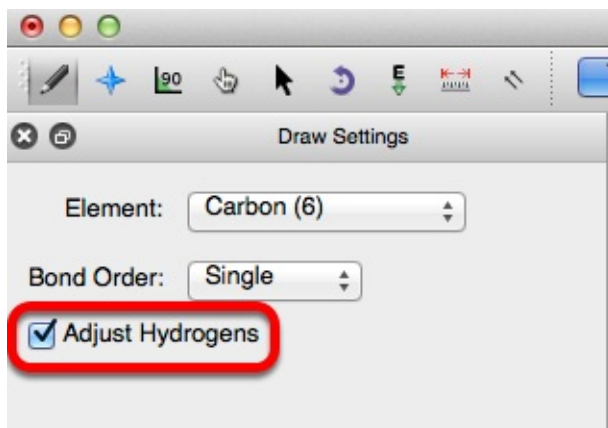 90
E
Draw Settings
Element: Carbon (6)
Bond Order: Single
Adjust Hydrogens